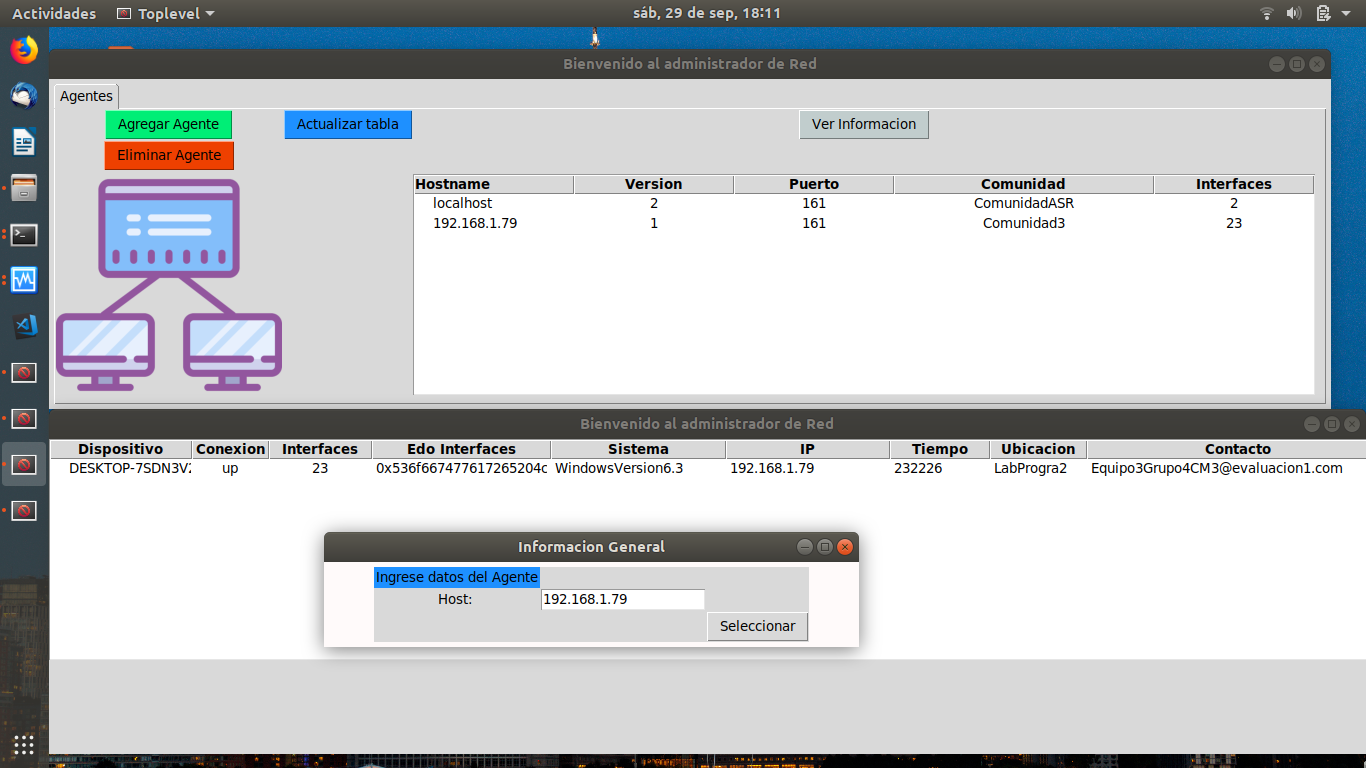 Actividades Toplevel sáb, 29 de sep, 18:11
Bienvenido al administrador de Red
Agentes
Agregar Agente Actualizar tabla Ver Informacion
Eliminar Agente
Hostname Version Puerto Comunidad Interfaces
localhost 2 161 ComunidadASR 2
192.168.1.79 1 161 Comunidad3 23
Bienvenido al administrador de Red
Dispositivo Conexion Interfaces Edo Interfaces Sistema IP Tiempo Ubicacion Contacto
DESKTOP-7SDN3V2 up 23 0x536f667477617265204c WindowsVersion6.3 192.168.1.79 232226 LabProgra2 Equipo3Grupo4CM3@evaluacion1.com
Informacion General
Ingrese datos del Agente
Host: 192.168.1.79
Seleccionar